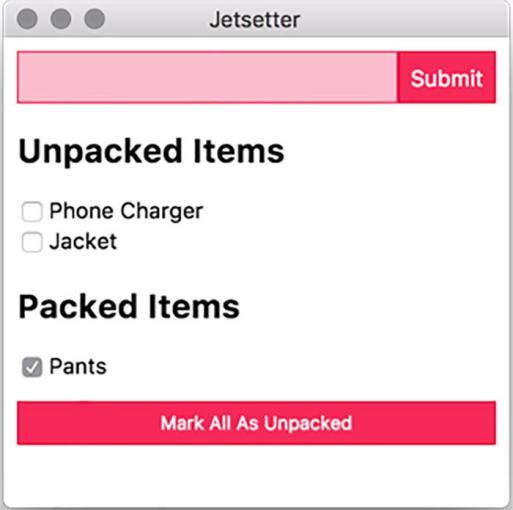 Jetsetter
Submit
Unpacked Items
Phone Charger
Jacket
Packed Items
Pants
Mark All As Unpacked